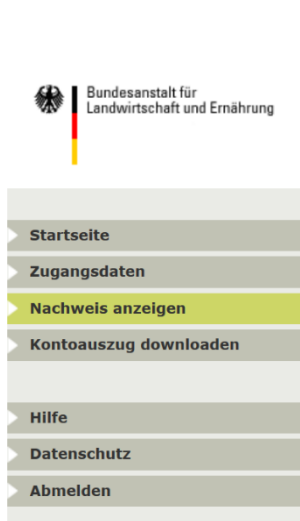 Bundesanstalt für
Landwirtschaft und Ernährung
Startseite
Zugangsdaten
Nachweis anzeigen
Kontoauszug downloaden
Hilfe
Datenschutz
Abmelden